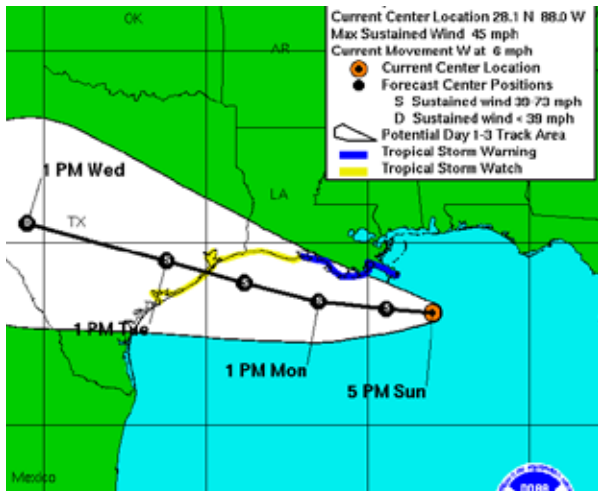 Current Center Location 28.1 N 88.0 W
Max Sustained Wind 45 mph
Current Movement W at 6 mph
Current Center Location
Forecast Center Positions
S Sustained wind 39-73 mph
D Sustained wind < 39 mph
Potential Day 1-3 Track Area
Tropical Storm Warning
Tropical Storm Watch
OK
AR
1 PM Wed
LA
TX
S
S
S
S
1 PM Tue
1 PM Mon
5 PM Sun
Mexico
NOAA